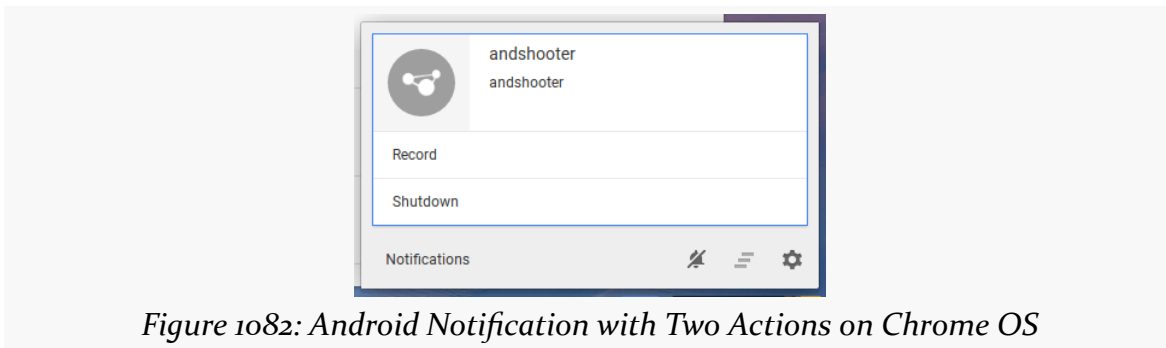 andshooter
andshooter
Record
Shutdown
Notifications
Figure 1082: Android Notification with Two Actions on Chrome OS